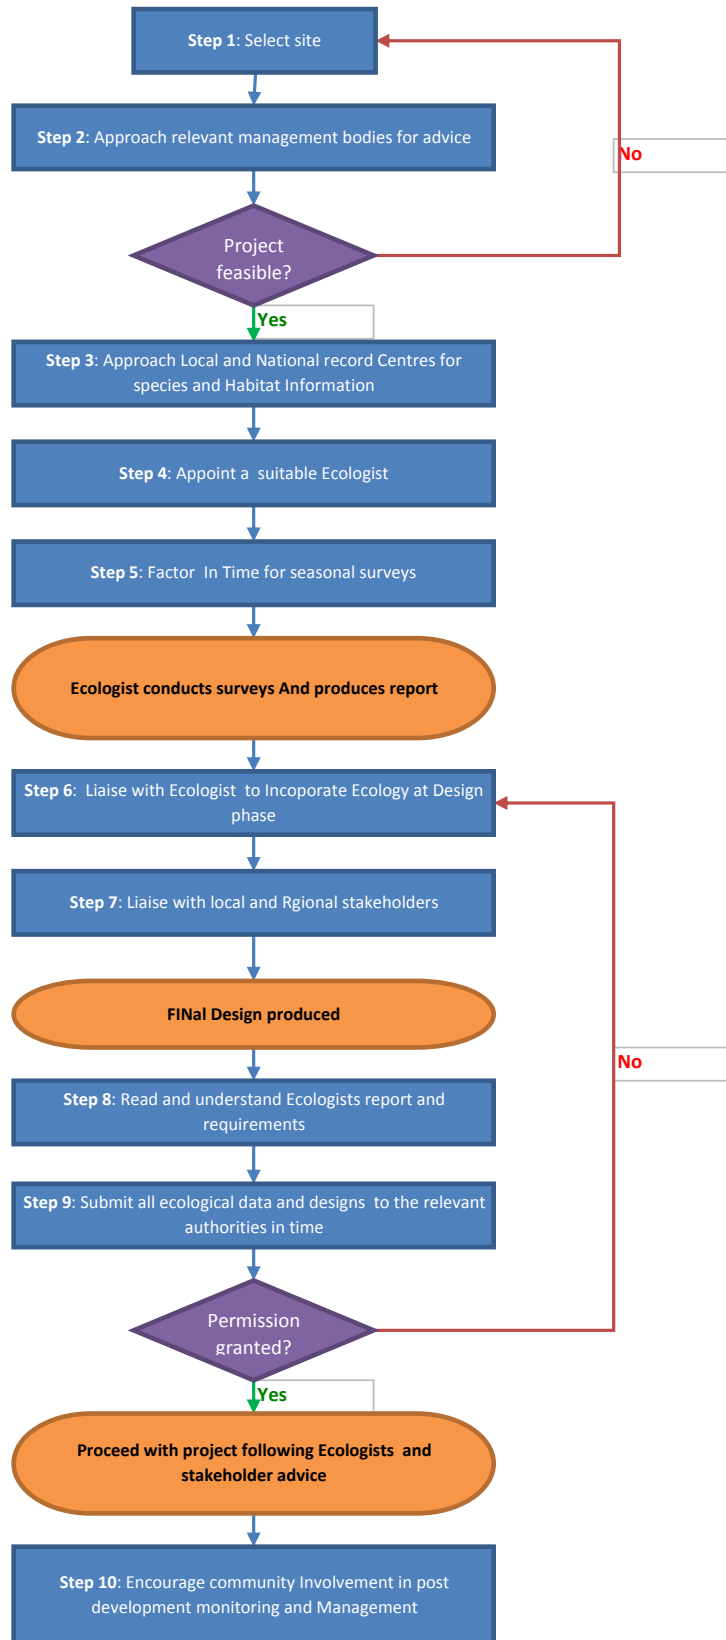 Step 1: Select site
Step 2: Approach relevant management bodies for advice
No
Project
feasible?
Yes
Step 3: Approach Local and National record Centres for
species and Habitat Information
Step 4: Appoint a  suitable Ecologist
Step 5: Factor  In Time for seasonal surveys
Ecologist conducts surveys And produces report
Step 6:  Liaise with Ecologist  to Incoporate Ecology at Design
phase
Step 7: Liaise with local and Rgional stakeholders
FINal Design produced
No
Step 8: Read and understand Ecologists report and
requirements
Step 9: Submit all ecological data and designs  to the relevant
authorities in time
Permission
granted?
Yes
Proceed with project following Ecologists  and
stakeholder advice
Step 10: Encourage community Involvement in post
development monitoring and Management